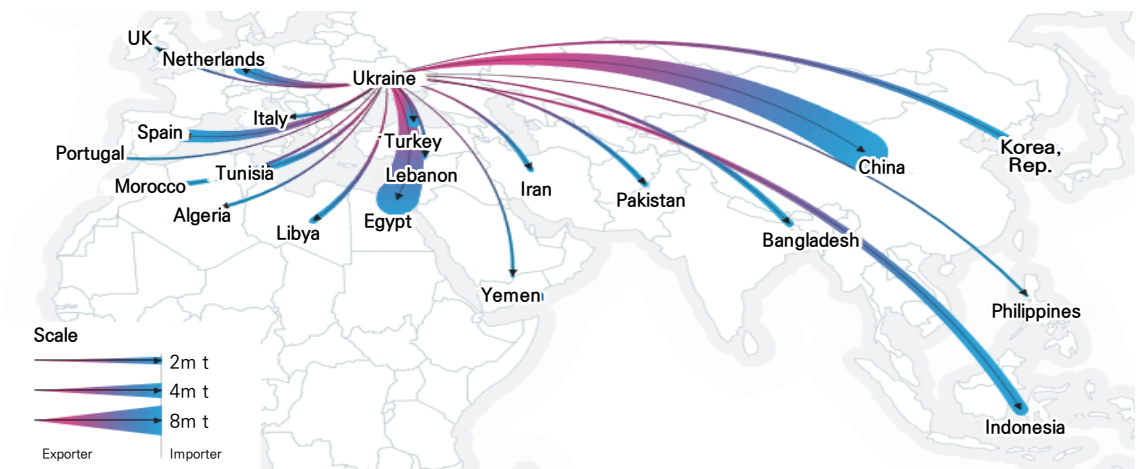 UK
Netherlands
Ukraine
Italy
Spain
Turkey
Korea,
Rep.
Portugal
China
Tunisia
Lebanon
Morocco
Iran
Pakistan
Algeria
Egypt
Libya
Bangladesh
Yemen
Philippines
Indonesia
Scale
2m t
4m t
8m t
Exporter
Importer